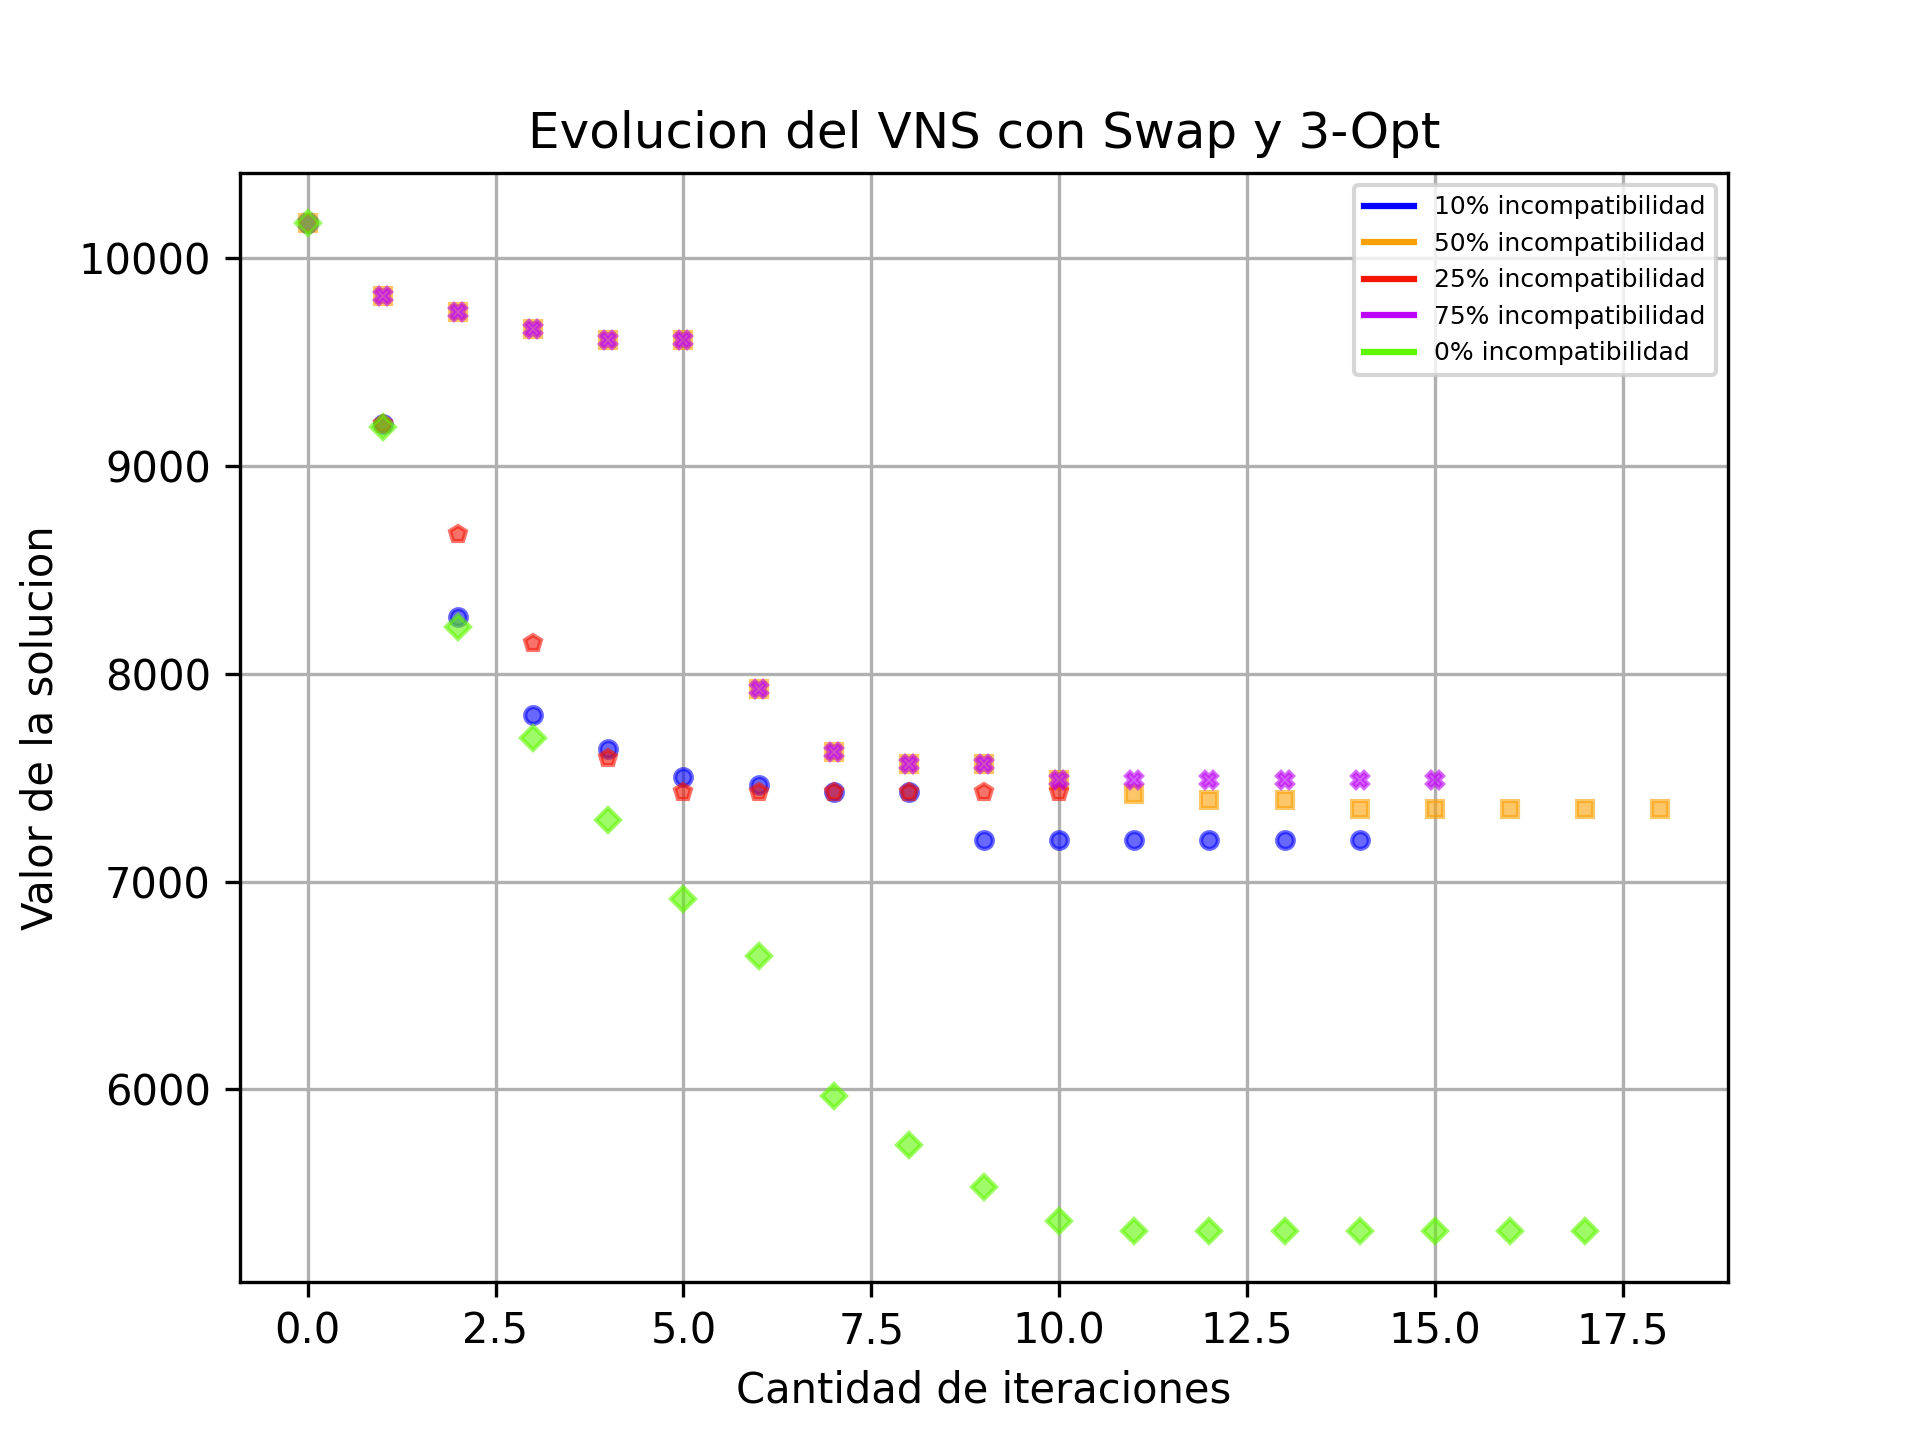 Evolucion del VNS con Swap y 3-Opt
10% incompatibilidad
50% incompatibilidad
25% incompatibilidad
75% incompatibilidad
0% incompatibilidad
10000
9000
8000
7000
6000
Valor de la solucion
0.0 2.5 5.0 7.5 10.0 12.5 15.0 17.5
Cantidad de iteraciones